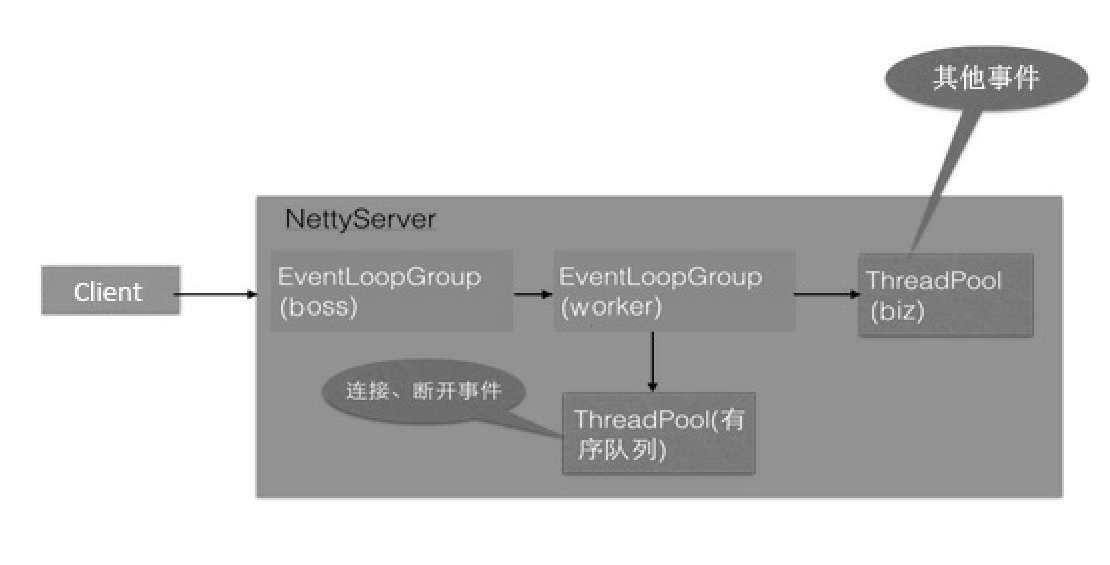 其他事件
NettyServer
Client
EventLoopGroup
(boss)
EventLoopGroup
(worker)
ThreadPool
(biz)
连接、断开事件
ThreadPool(有
序队列)